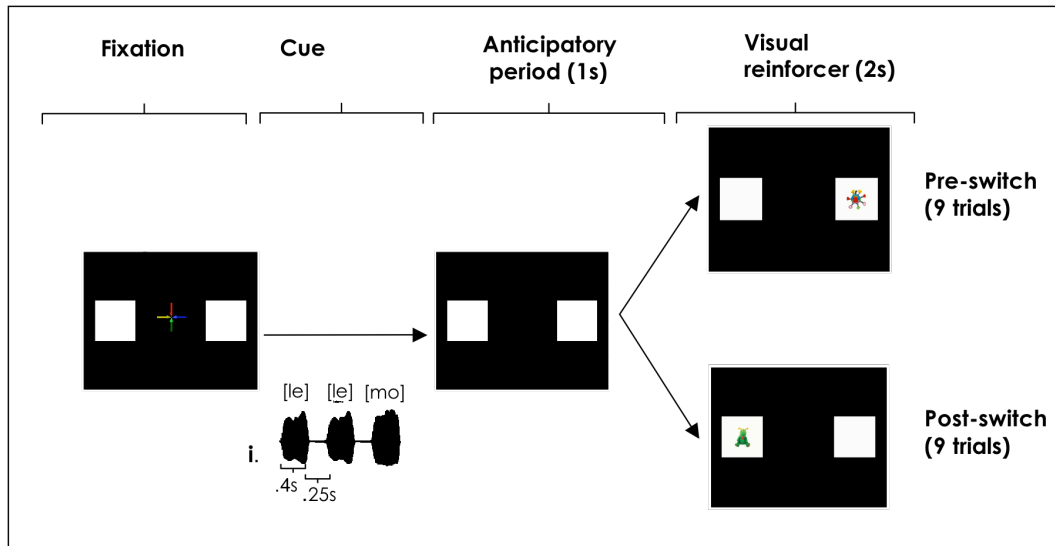 Fixation
Cue
Anticipatory
period (1s)
Visual
reinforcer (2s)
Pre-switch
(9 trials)
[le] [le] [mo]
i.
.4s
.25s
Post-switch
(9 trials)